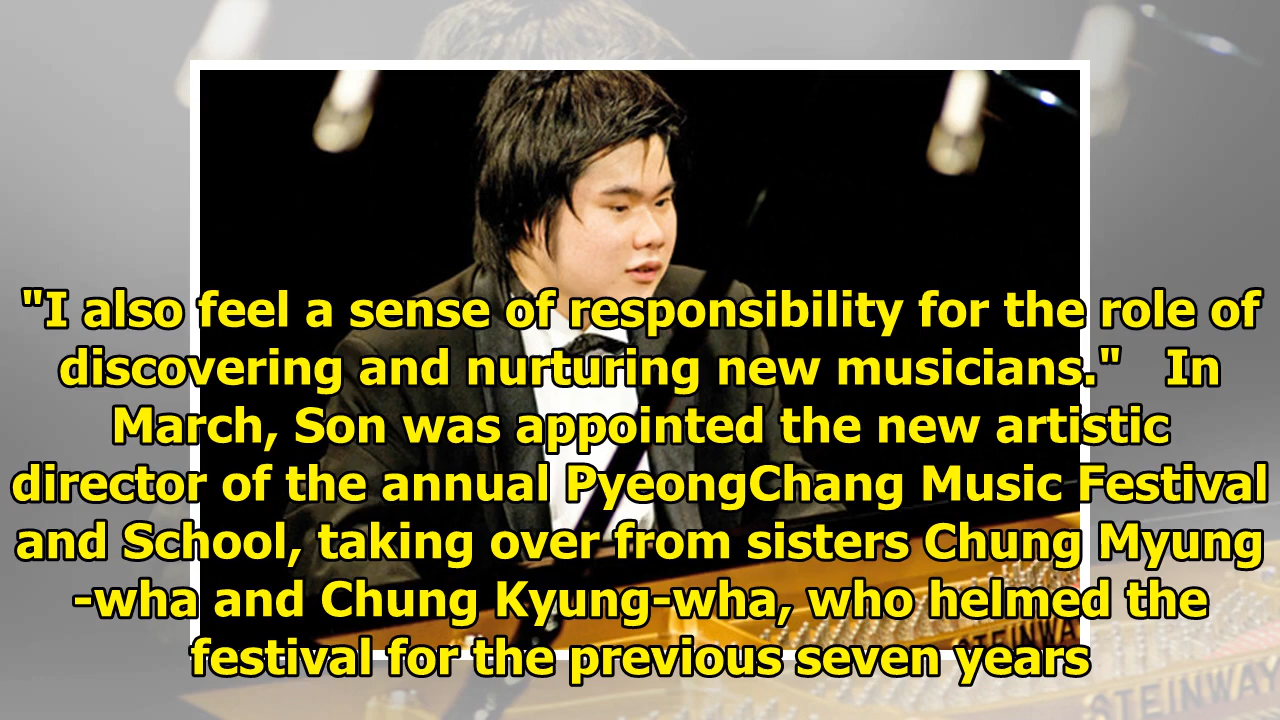 "I also feel a sense of responsibility for the role of
discovering and nurturing new musicians." In
March, Son was appointed the new artistic
director of the annual PyeongChang Music Festival
and School, taking over from sisters Chung Myung
-wha and Chung Kyung-wha, who helmed the
festival for the previous seven years
STEINWA
STEINWAY